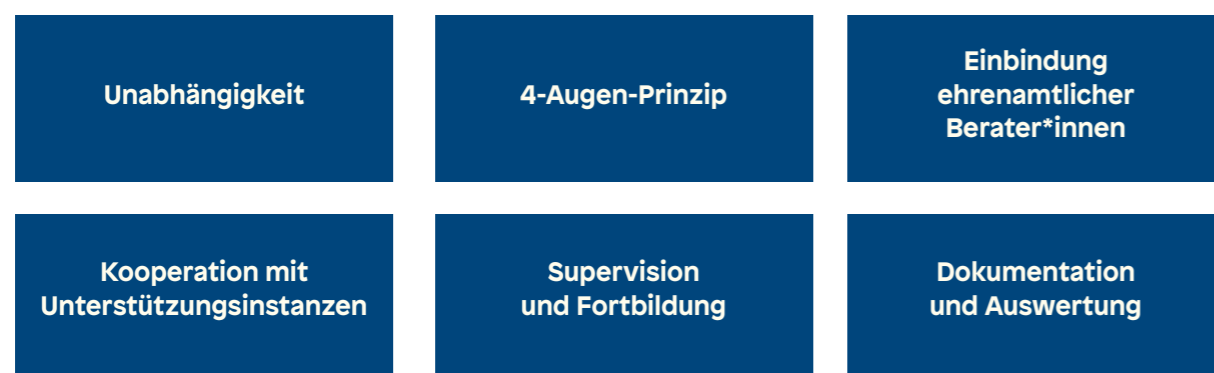 Unabhängigkeit
4-Augen-Prinzip
Einbindung
ehrenamtlicher
Berater*innen
Kooperation mit
Unterstützungsinstanzen
Supervision
und Fortbildung
Dokumentation
und Auswertung